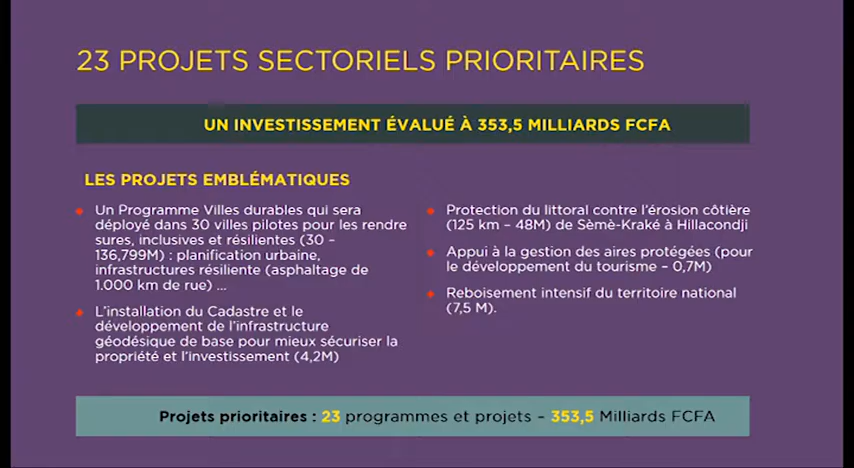 23 PROJETS SECTORIELS PRIORITAIRES
UN INVESTISSEMENT ÉVALUÉ À 353,5 MILLIARDS FCFA
LES PROJETS EMBLÉMATIQUES
Un Programme Villes durables qui sera
déployé dans 30 villes pilotes pour les rendre
sures, inclusives et résilientes (30 –
136,799M) : planification urbaine,
infrastructures résiliente (asphaltage de
1.000 km de rue) ...
L'installation du Cadastre et le
développement de l'infrastructure
géodésique de base pour mieux sécuriser la
propriété et l'investissement (4,2M)
Protection du littoral contre l'érosion côtière
(125 km – 48M) de Sèmè-Kraké à Hillacondji
Appui à la gestion des aires protégées (pour
le développement du tourisme – 0,7M)
Reboisement intensif du territoire national
(7,5 M).
Projets prioritaires : 23 programmes et projets – 353,5 Milliards FCFA